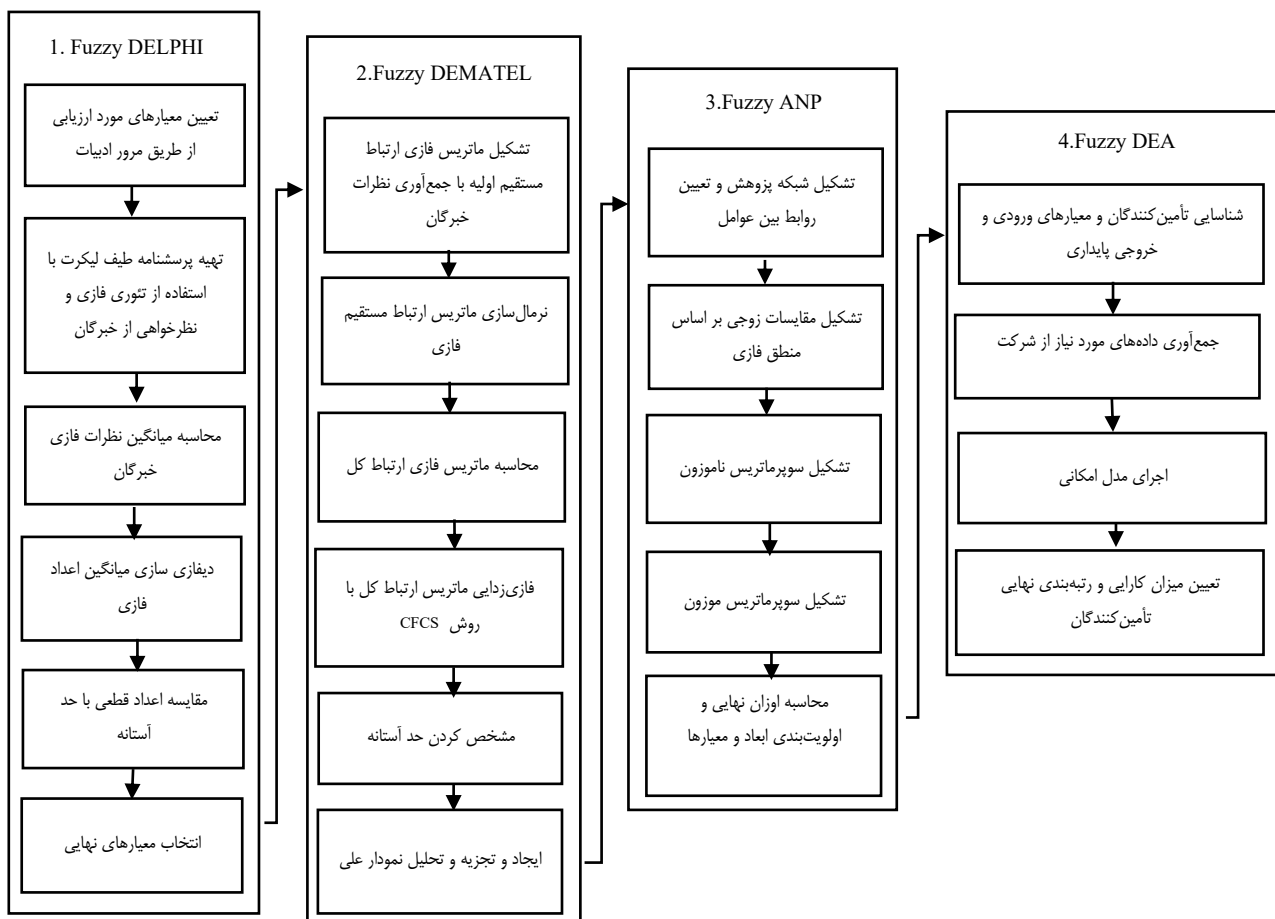 1. Fuzzy DELPHI
تعیین معیارهای مورد ارزیابی
از طریق مرور ادبیات
تهیه پرسشنامه طیف لیکرت با
استفاده از تئوری فازی و
نظرخواهی از خبرگان
محاسبه میانگین نظرات فازی
خبرگان
دیفازی سازی میانگین اعداد
فازی
مقایسه اعداد قطعی با حد
آستانه
انتخاب معیارهای نهایی
2.Fuzzy DEMATEL
تشکیل ماتریس فازی ارتباط
مستقیم اولیه با جمع‌آوری نظرات
خبرگان
نرمال‌سازی ماتریس ارتباط مستقیم
فازی
محاسبه ماتریس فازی ارتباط کل
فازی‌زدایی ماتریس ارتباط کل با
روش CFCS
مشخص کردن حد آستانه
ایجاد و تجزیه و تحلیل نمودار علی
3.Fuzzy ANP
تشکیل شبکه پژوهش و تعیین
روابط بین عوامل
تشکیل مقایسات زوجی بر اساس
منطق فازی
تشکیل سوپرماتریس ناموزون
تشکیل سوپرماتریس موزون
محاسبه اوزان نهایی و
اولویت‌بندی ابعاد و معیارها
4.Fuzzy DEA
شناسایی تأمین‌کنندگان و معیارهای ورودی و
خروجی پایداری
جمع‌آوری داده‌های مورد نیاز از شرکت
اجرای مدل امکانی
تعیین میزان کارایی و رتبه‌بندی نهایی
تأمین‌کنندگان